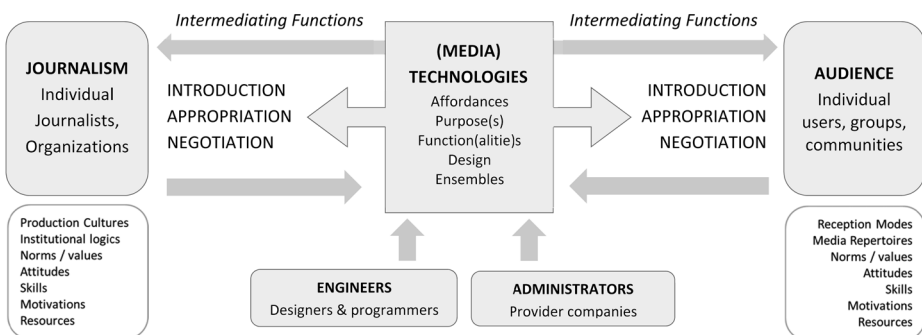 Intermediating Functions
Intermediating Functions
JOURNALISM
Individual
Journalists,
Organizations
INTRODUCTION
APPROPRIATION
NEGOTIATION
(MEDIA)
TECHNOLOGIES
Affordances
Purpose(s)
Function(alitie)s
Design
Ensembles
INTRODUCTION
APPROPRIATION
NEGOTIATION
AUDIENCE
Individual
users, groups,
communities
Production Cultures
Institutional logics
Norms / values
Attitudes
Skills
Motivations
Resources
ENGINEERS
Designers & programmers
ADMINISTRATORS
Provider companies
Reception Modes
Media Repertoires
Norms / values
Attitudes
Skills
Motivations
Resources